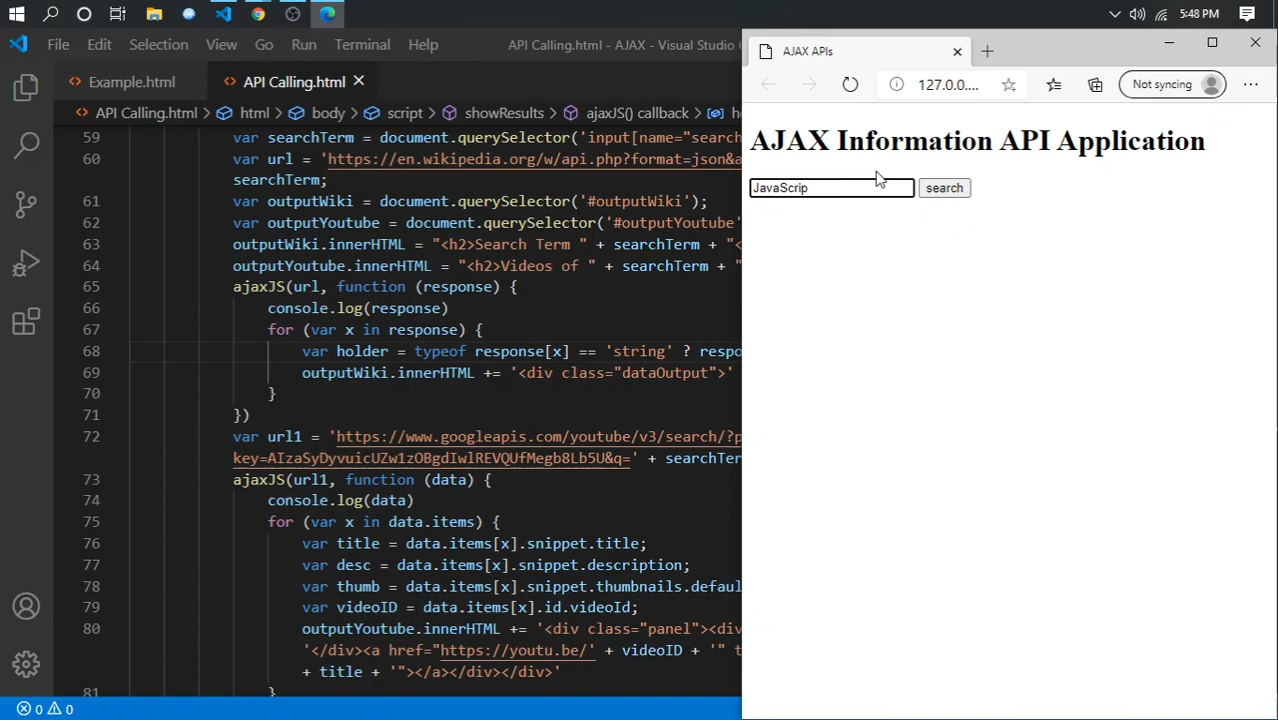 5:48 PM
File Edit Selection View Go Run Terminal Help API Calling.html - AJAX - Visual Studio C
Example.html API Calling.html
API Calling.html > html > body > script > showResults > ajaxJS() callback >
59 var searchTerm = document.querySelector('input[name="search
60 var url = 'https://en.wikipedia.org/w/api.php?format=json&a
searchTerm;
61 var outputWiki = document.querySelector('#outputWiki');
62 var outputYoutube = document.querySelector('#outputYoutube'
63 outputWiki.innerHTML = "<h2>Search Term " + searchTerm + "<
64 outputYoutube.innerHTML = "<h2>Videos of " + searchTerm + "
65 ajaxJS(url, function (response) {
66 console.log(response)
67 for (var x in response) {
68 var holder = typeof response[x] == 'string' ? respo
69 outputWiki.innerHTML += '<div class="dataOutput">'
70 }
71 })
72 var url1 = 'https://www.googleapis.com/youtube/v3/search/?p
key=AIzaSyDyvuicUZw1zOBgdIwlREVQUfMegb8Lb5U&q=' + searchTer
73 ajaxJS(url1, function (data) {
74 console.log(data)
75 for (var x in data.items) {
76 var title = data.items[x].snippet.title;
77 var desc = data.items[x].snippet.description;
78 var thumb = data.items[x].snippet.thumbnails.defau
79 var videoID = data.items[x].id.videoId;
80 outputYoutube.innerHTML += '<div class="panel"><div
'</div><a href="https://youtu.be/' + videoID + '" t
+ title + '"></a></div></div>'
81 }
0 0
AJAX APIs
127.0.0.... Not syncing
AJAX Information API Application
JavaScrip search